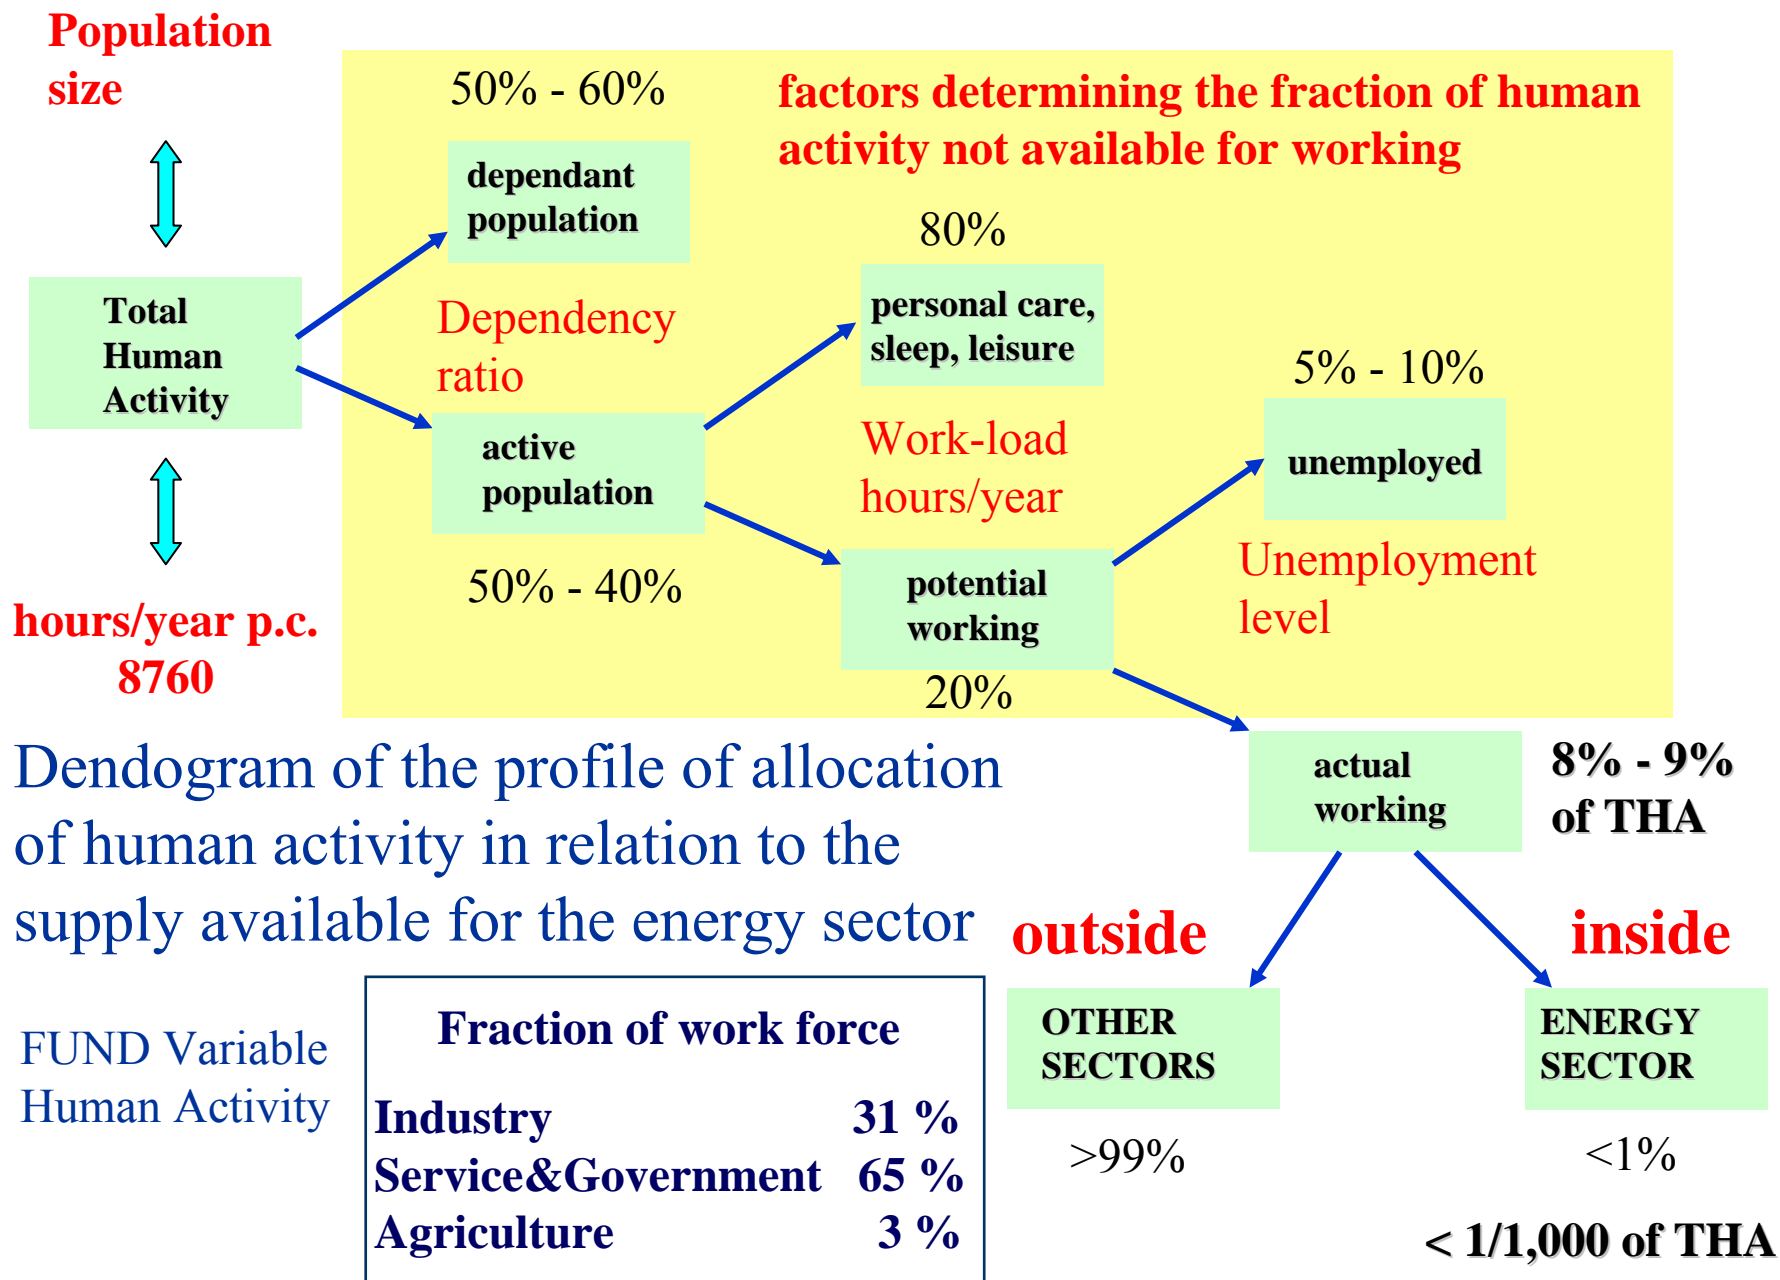 Population
size
50% - 60%
factors determining the fraction of human
activity not available for working
dependant
population
80%
Total
Human
Activity
Dependency
ratio
personal care,
sleep, leisure
5% - 10%
active
population
Work-load
hours/year
unemployed
50% - 40%
potential
working
Unemployment
level
hours/year p.c.
8760
20%
Dendogram of the profile of allocation
of human activity in relation to the
supply available for the energy sector
actual
working
8% - 9%
of THA
outside
inside
FUND Variable
Human Activity
Fraction of work force
Industry 31 %
Service&Government 65 %
Agriculture 3 %
OTHER
SECTORS
ENERGY
SECTOR
>99%
<1%
< 1/1,000 of THA